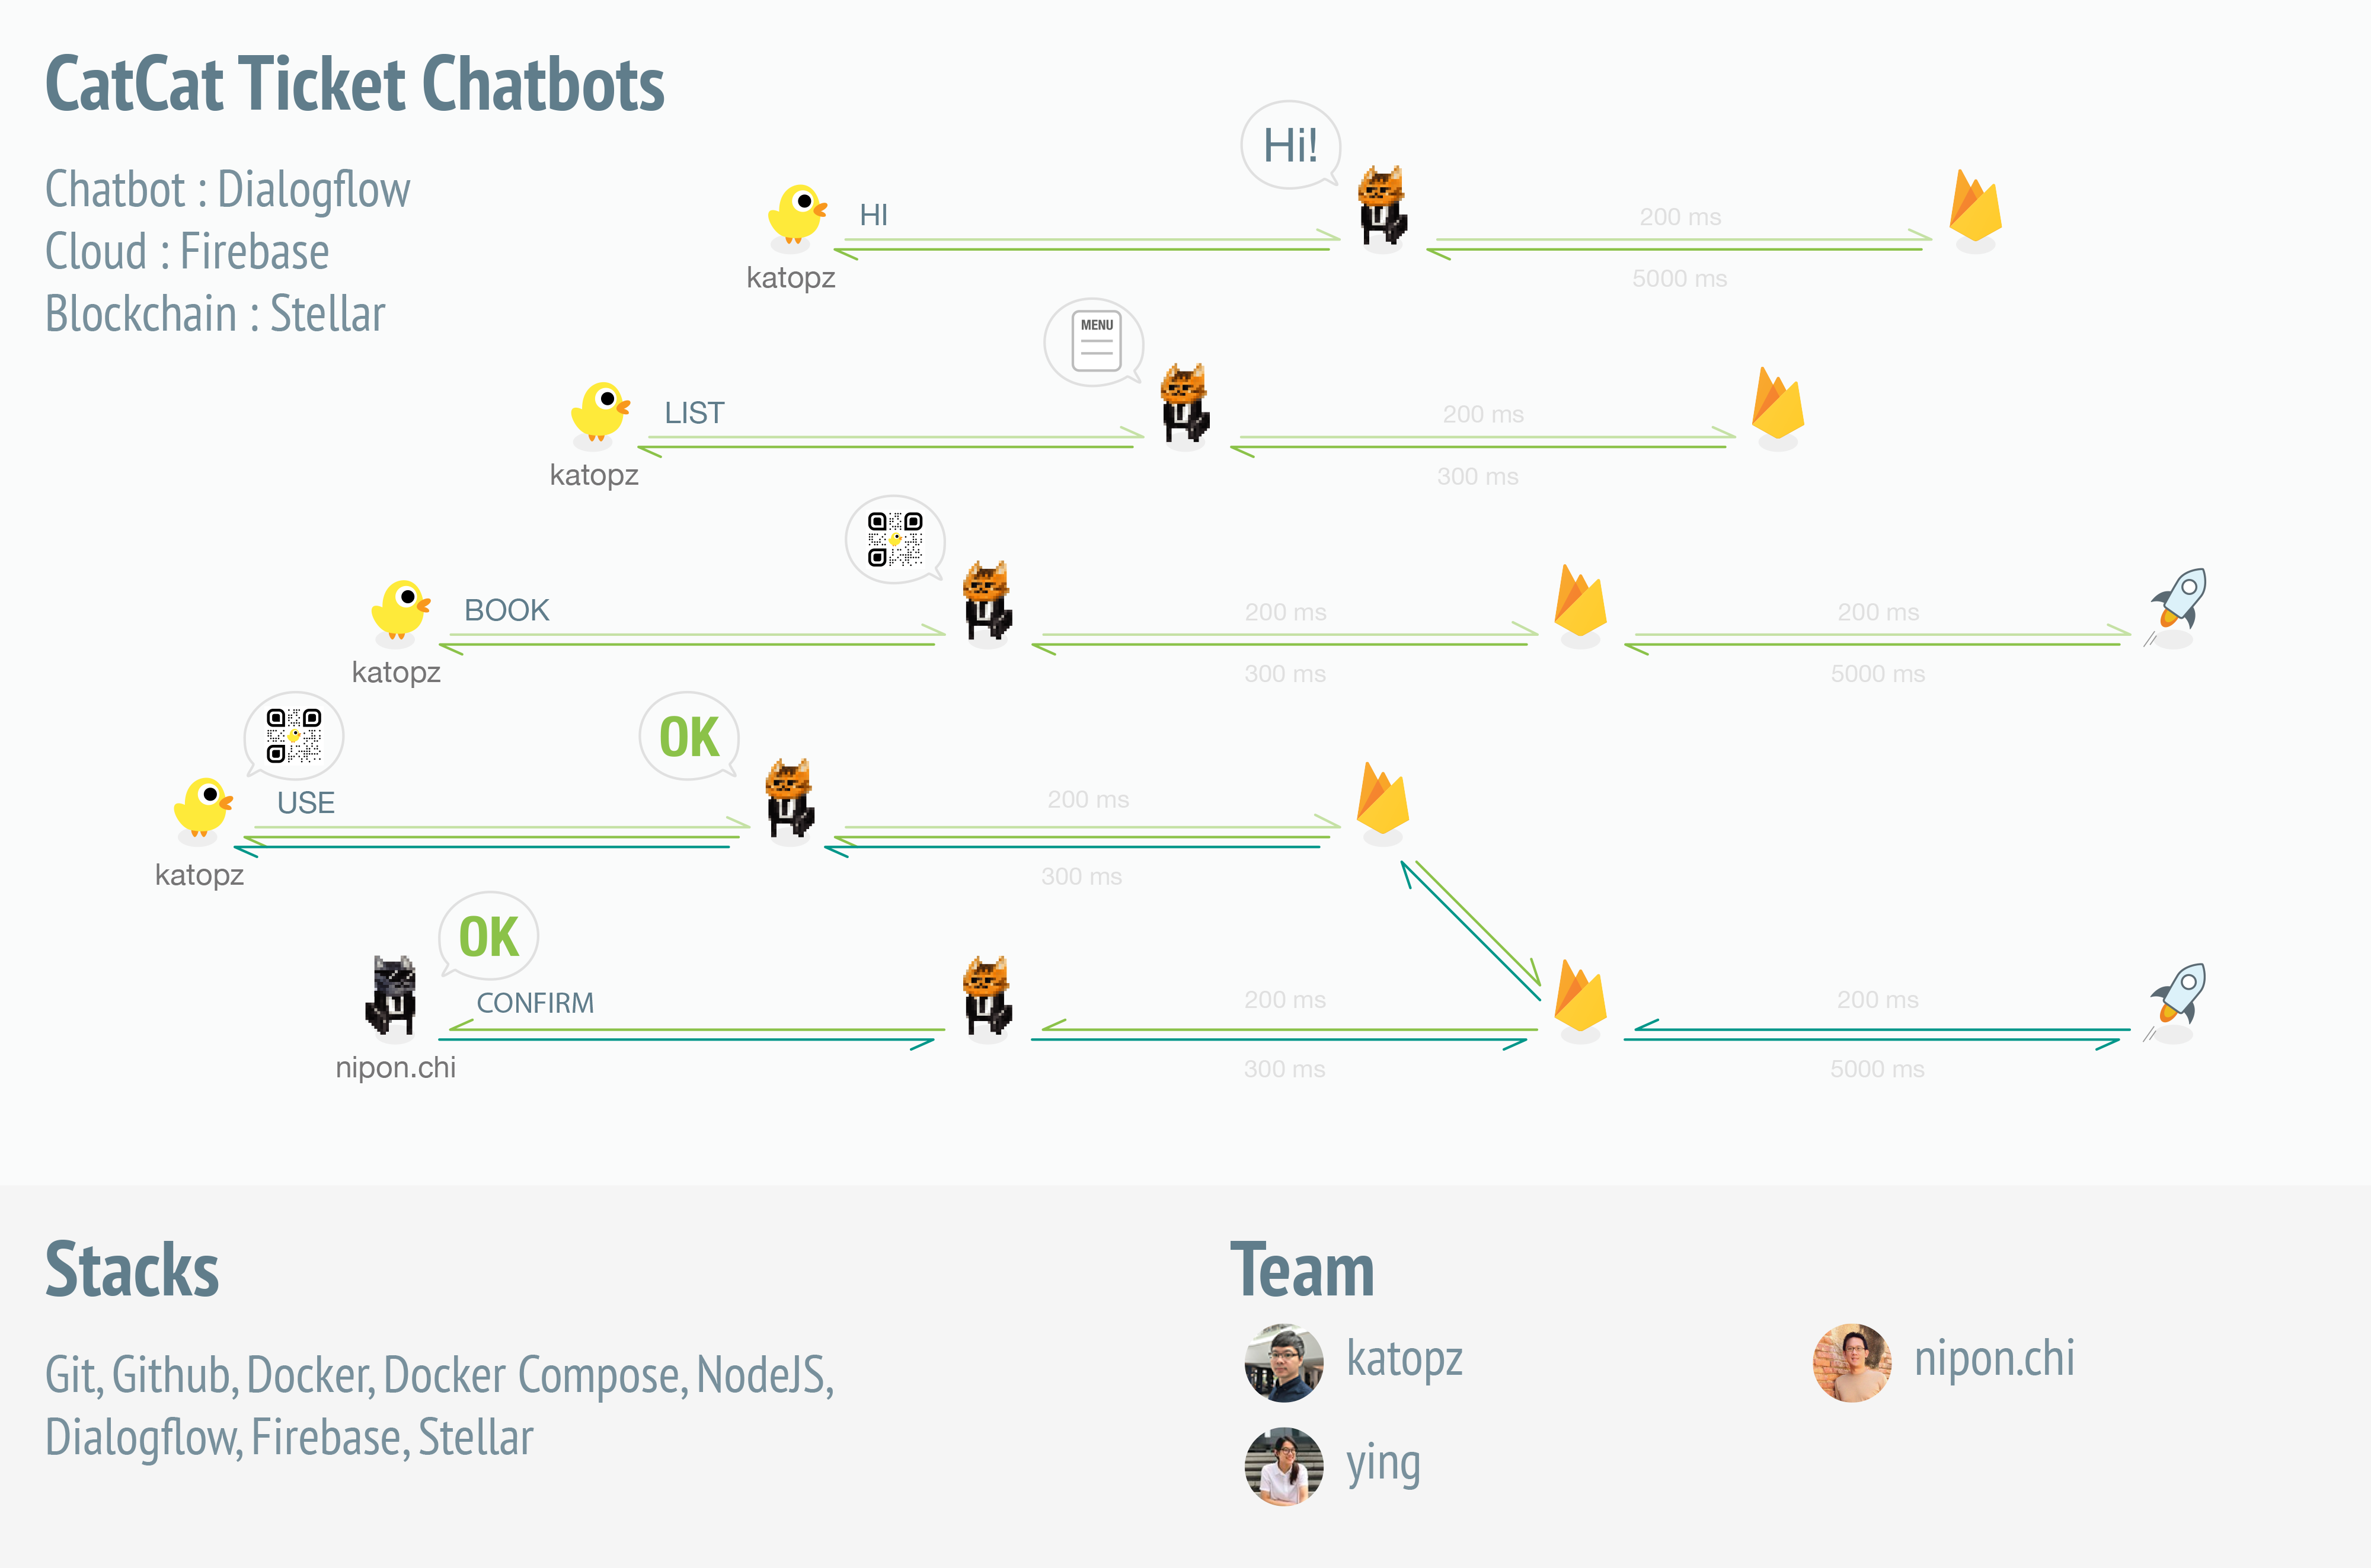 CatCat Ticket Chatbots
Chatbot : Dialogflow
Cloud : Firebase
Blockchain : Stellar
Hi!
HI
200 ms
katopz
5000 ms
MENU
LIST
200 ms
katopz
300 ms
BOOK
200 ms
200 ms
katopz
300 ms
5000 ms
OK
USE
200 ms
katopz
300 ms
OK
CONFIRM
200 ms
200 ms
nipon.chi
300 ms
5000 ms
Stacks
Git, Github, Docker, Docker Compose, NodeJS,
Dialogflow, Firebase, Stellar
Team
katopz
nipon.chi
ying